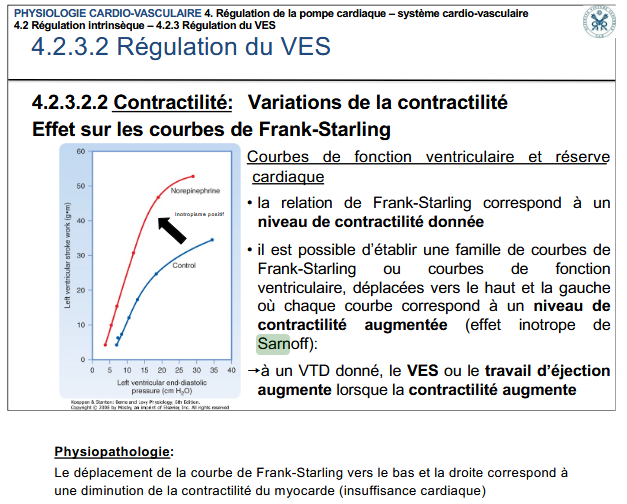 PHYSIOLOGIE CARDIO-VASCULAIRE 4. Régulation de la pompe cardiaque – système cardio-vasculaire
4.2 Régulation intrinsèque – 4.2.3 Régulation du VES
4.2.3.2 Régulation du VES
4.2.3.2.2 Contractilité: Variations de la contractilité
Effet sur les courbes de Frank-Starling
60
50
40
30
20
10
0
0 5 10 15 20 25 30 35 40
Left ventricular stroke work (g•m)
Norepinephrine
Inotropisme positif
Control
Left ventricular end-diastolic
pressure (cm H2O)
Koeppen & Stanton: Berne and Levy Physiology, 6th Edition.
Copyright © 2008 by Mosby, an imprint of Elsevier, Inc. All rights reserved
Courbes de fonction ventriculaire et réserve
cardiaque
• la relation de Frank-Starling correspond à un
niveau de contractilité donnée
• il est possible d'établir une famille de courbes de
Frank-Starling ou courbes de fonction
ventriculaire, déplacées vers le haut et la gauche
où chaque courbe correspond à un niveau de
contractilité augmentée (effet inotrope de
Sarnoff):
→à un VTD donné, le VES ou le travail d'éjection
augmente lorsque la contractilité augmente
Physiopathologie:
Le déplacement de la courbe de Frank-Starling vers le bas et la droite correspond à
une diminution de la contractilité du myocarde (insuffisance cardiaque)